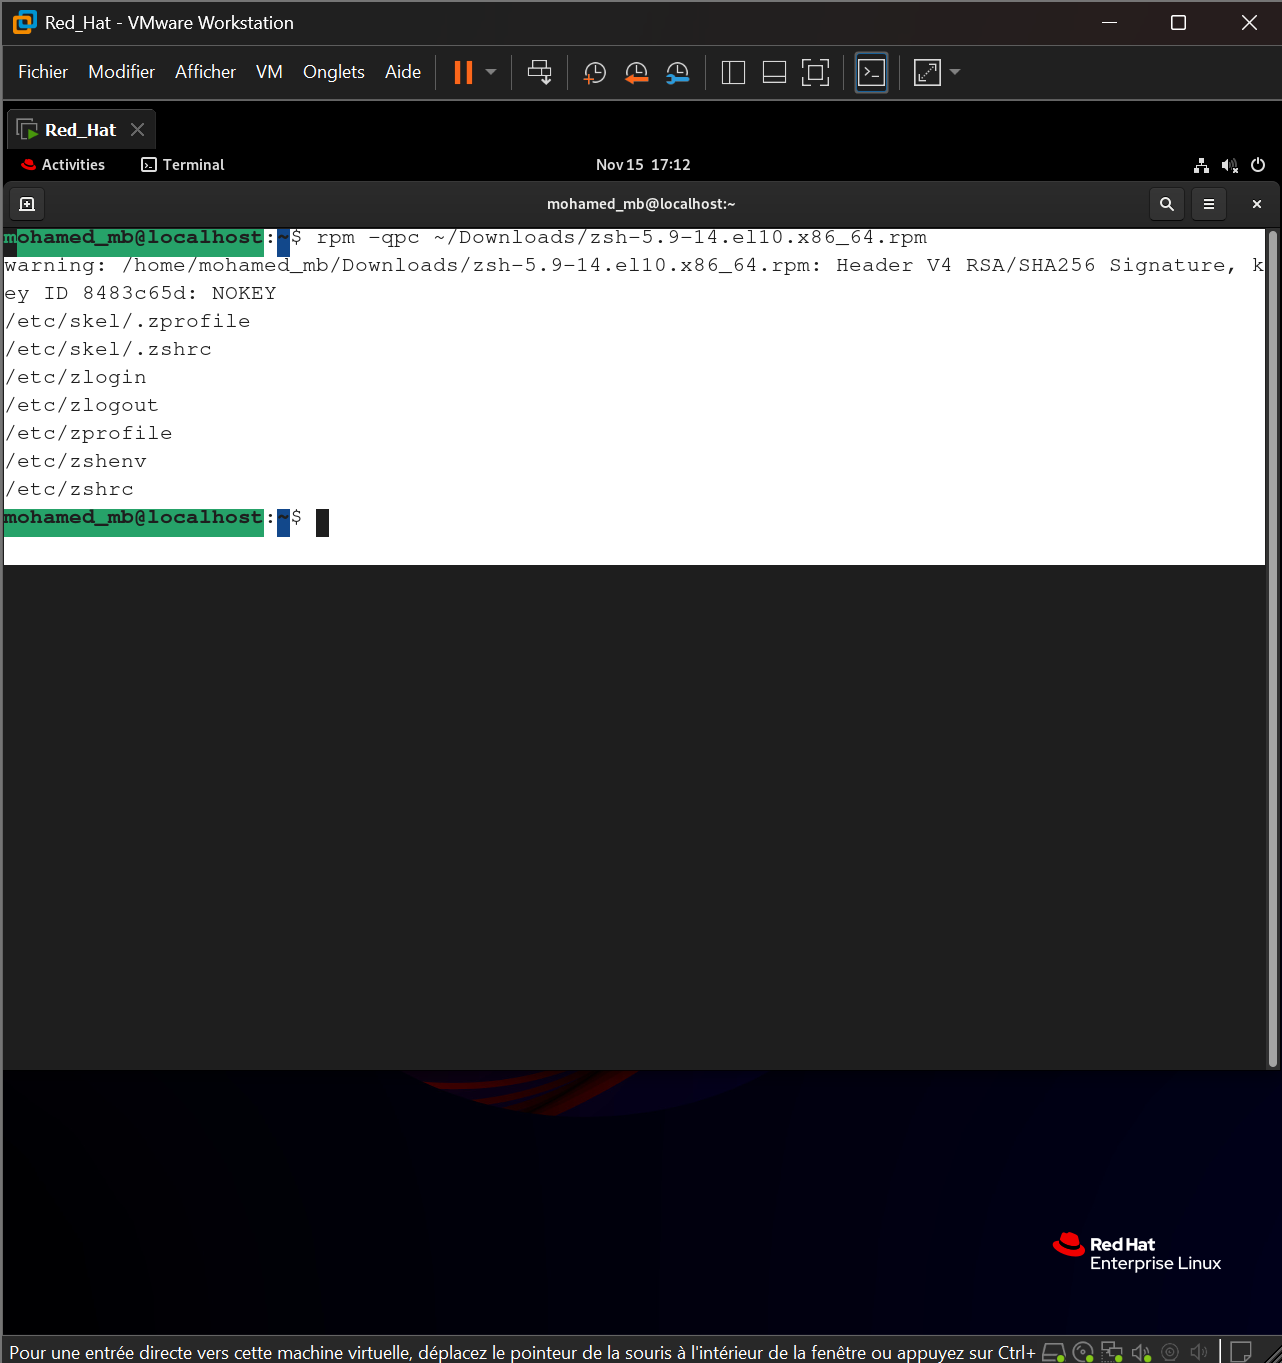 Red_Hat - VMware Workstation
Fichier Modifier Afficher VM Onglets Aide
Red_Hat
Activities Terminal Nov 15 17:12
mohamed_mb@localhost:~
mohamed_mb@localhost:~$ rpm -qpc ~/Downloads/zsh-5.9-14.el10.x86_64.rpm
warning: /home/mohamed_mb/Downloads/zsh-5.9-14.el10.x86_64.rpm: Header V4 RSA/SHA256 Signature, k
ey ID 8483c65d: NOKEY
/etc/skel/.zprofile
/etc/skel/.zshrc
/etc/zlogin
/etc/zlogout
/etc/zprofile
/etc/zshenv
/etc/zshrc
mohamed_mb@localhost:~$
Red Hat
Enterprise Linux
Pour une entrée directe vers cette machine virtuelle, déplacez le pointeur de la souris à l'intérieur de la fenêtre ou appuyez sur Ctrl+